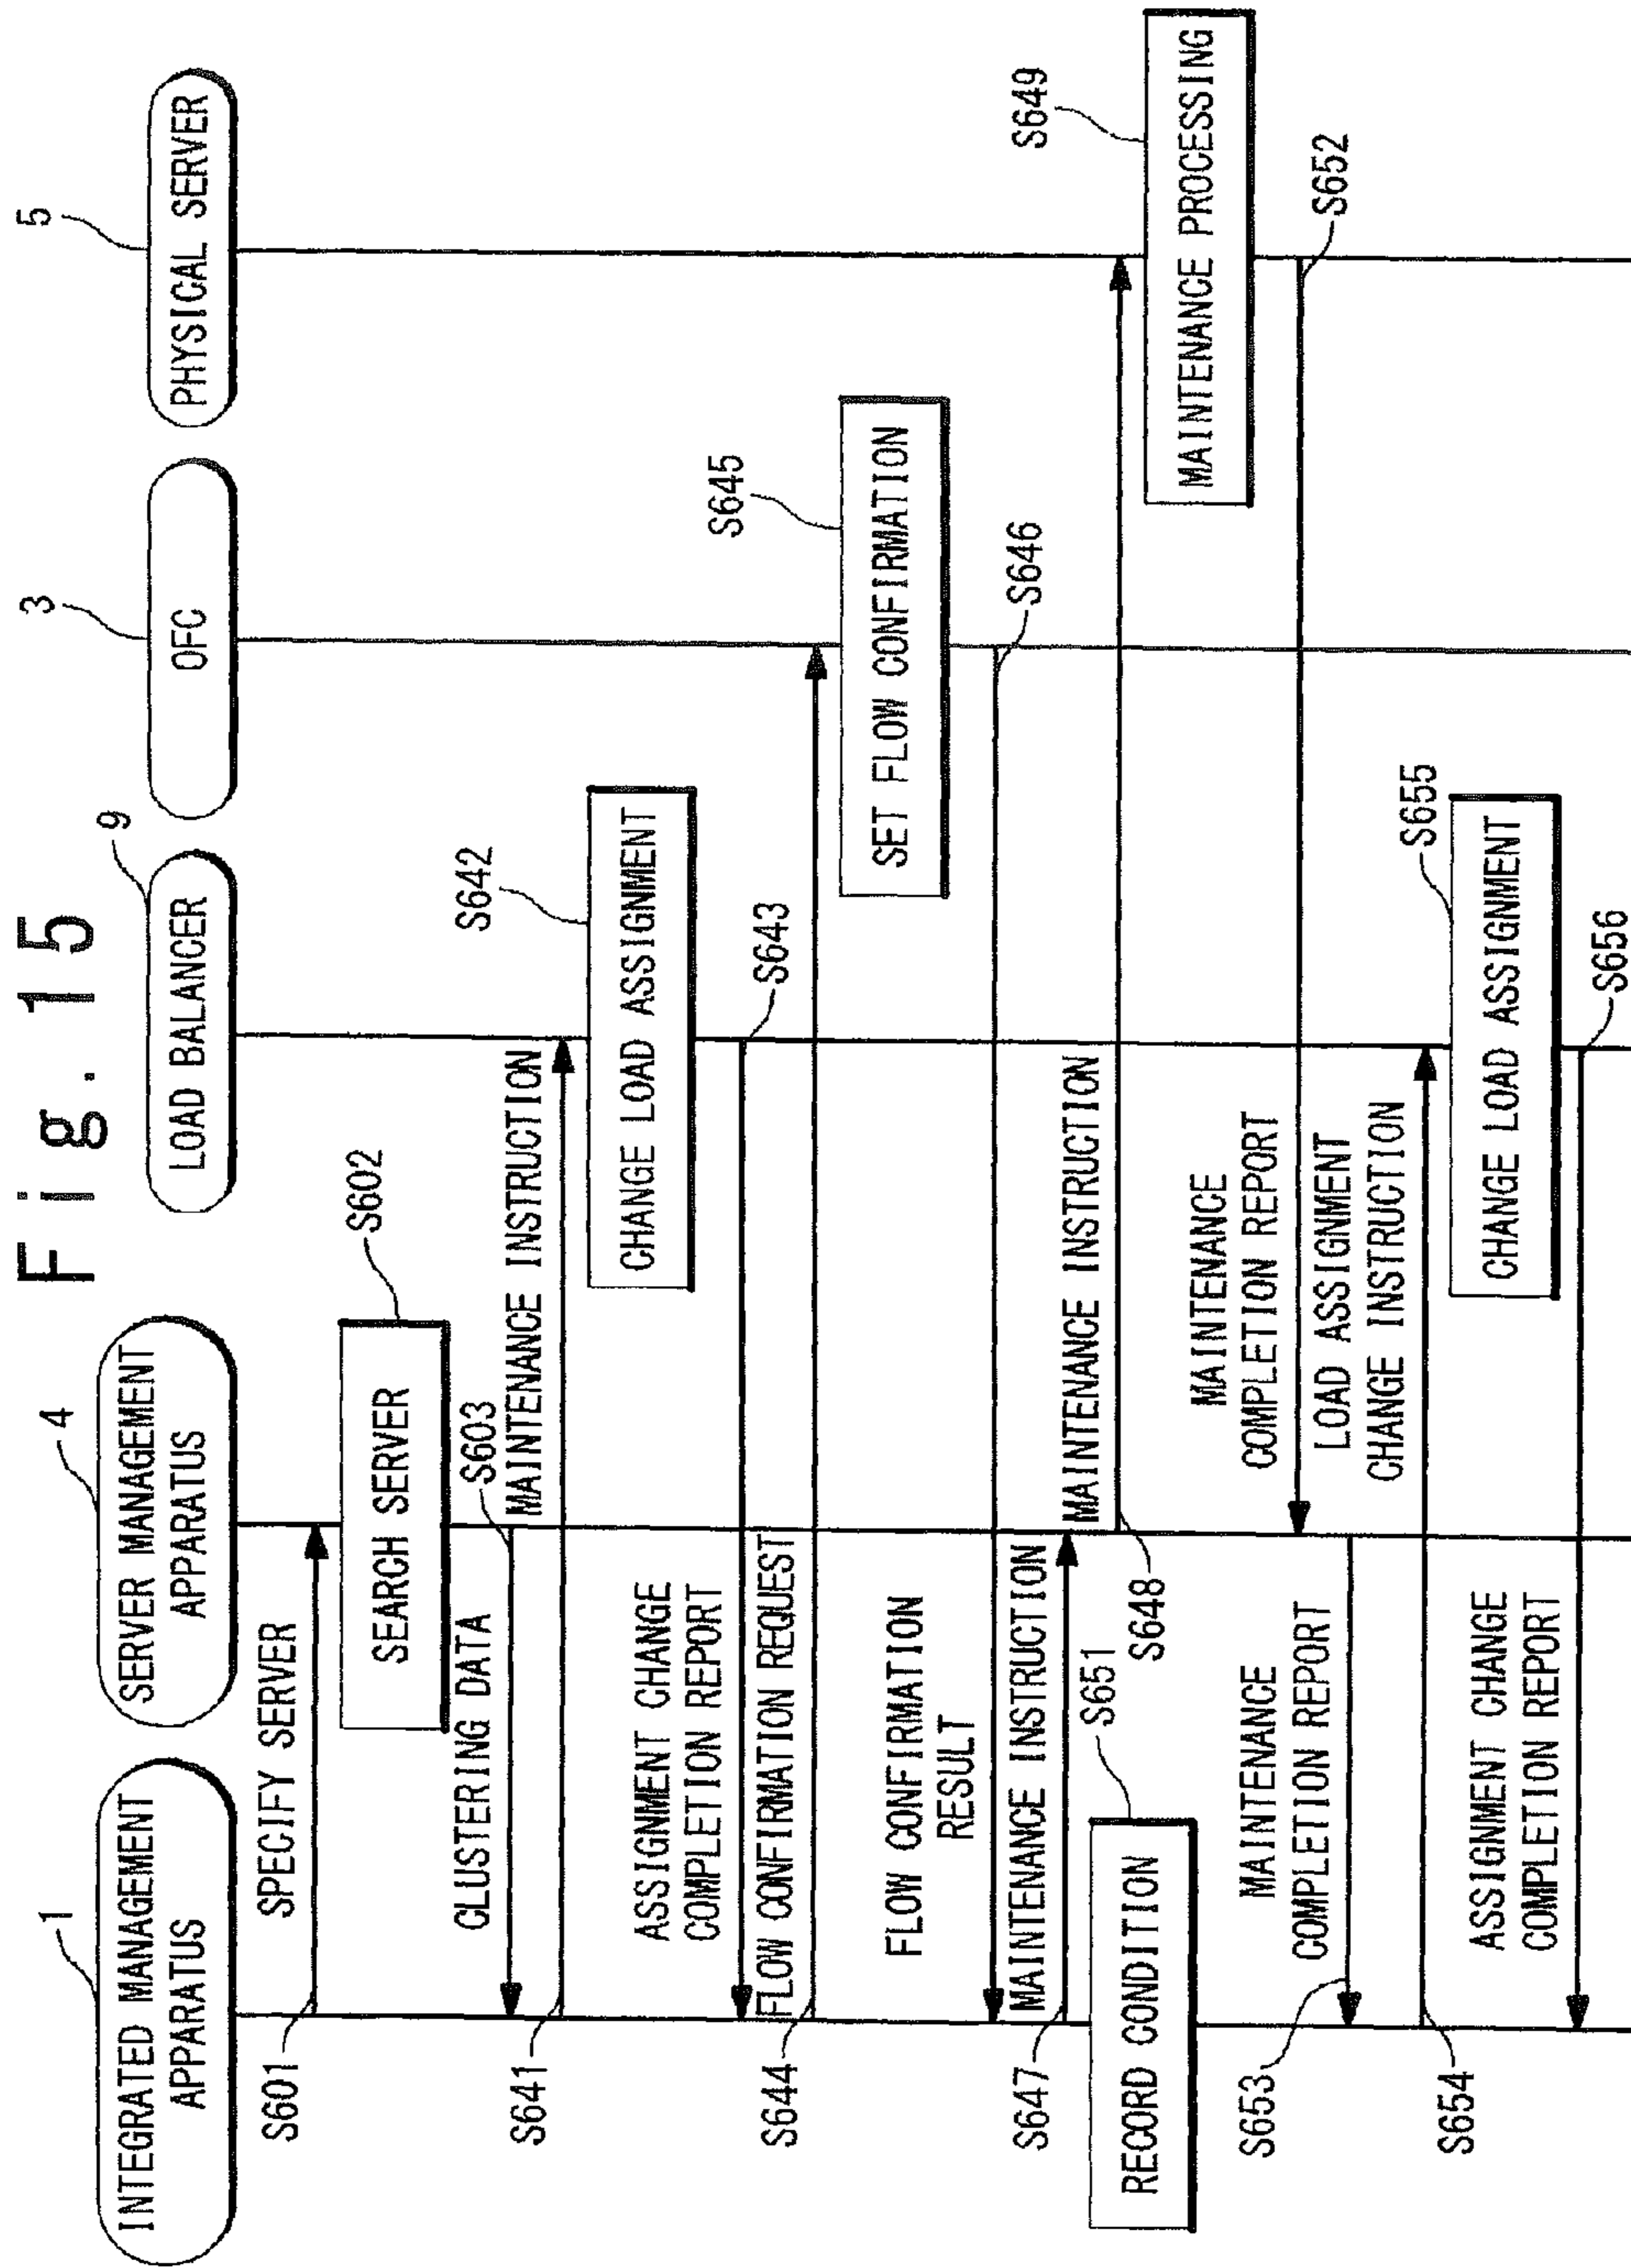 Fig. 15
1
INTEGRATED MANAGEMENT
APPARATUS
4
SERVER MANAGEMENT
APPARATUS
9
LOAD BALANCER
3
OFC
5
PHYSICAL SERVER
S601
SPECIFY SERVER
SEARCH SERVER
S602
CLUSTERING DATA
S603
S641
MAINTENANCE INSTRUCTION
S642
CHANGE LOAD ASSIGNMENT
ASSIGNMENT CHANGE
COMPLETION REPORT
S643
S644
FLOW CONFIRMATION REQUEST
S645
SET FLOW CONFIRMATION
FLOW CONFIRMATION
RESULT
S646
S647
MAINTENANCE INSTRUCTION
MAINTENANCE INSTRUCTION
S648
S649
MAINTENANCE PROCESSING
S651
RECORD CONDITION
MAINTENANCE
COMPLETION REPORT
S652
S653
MAINTENANCE
COMPLETION REPORT
S654
LOAD ASSIGNMENT
CHANGE INSTRUCTION
S655
CHANGE LOAD ASSIGNMENT
ASSIGNMENT CHANGE
COMPLETION REPORT
S656